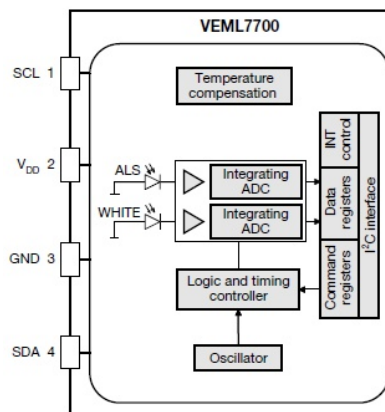 VEML7700
SCL 1
Temperature
compensation
VDD 2
ALS
Integrating
ADC
WHITE
Integrating
ADC
INT
control
Data
registers
Command
registers
I²C interface
GND 3
Logic and timing
controller
SDA 4
Oscillator